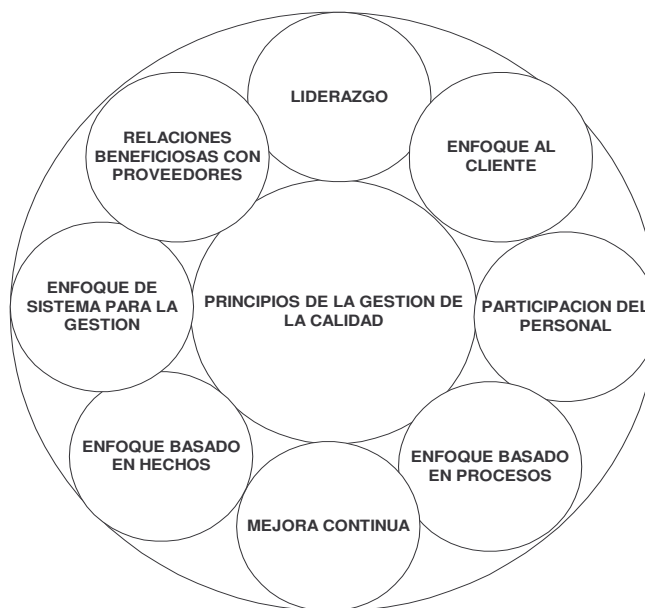 LIDERAZGO
RELACIONES
BENEFICIOSAS CON
PROVEEDORES
ENFOQUE AL
CLIENTE
ENFOQUE DE
SISTEMA PARA LA
GESTION
PRINCIPIOS DE LA GESTION DE
LA CALIDAD
PARTICIPACION DEL
PERSONAL
ENFOQUE BASADO
EN HECHOS
ENFOQUE BASADO
EN PROCESOS
MEJORA CONTINUA